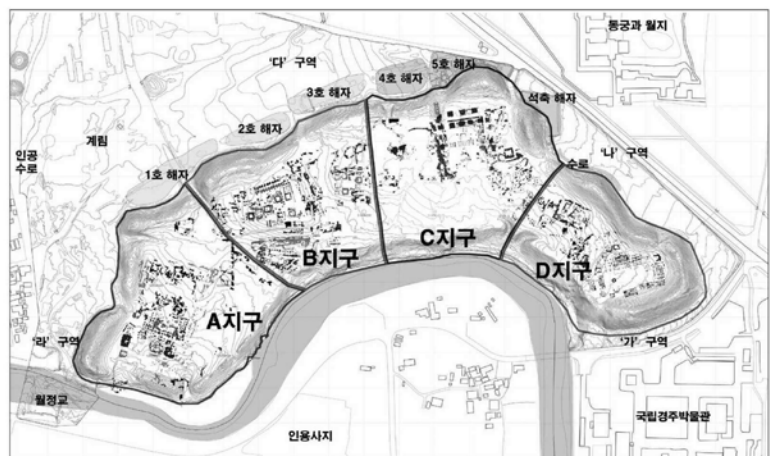 동궁과 월지
'다' 구역
5호 해자
4호 해자
3호 해자
석축 해자
2호 해자
계림
'나' 구역
인공
수로
수로
1호 해자
C지구
B지구
D지구
A지구
'라' 구역
'가' 구역
월정교
국립경주박물관
인용사지